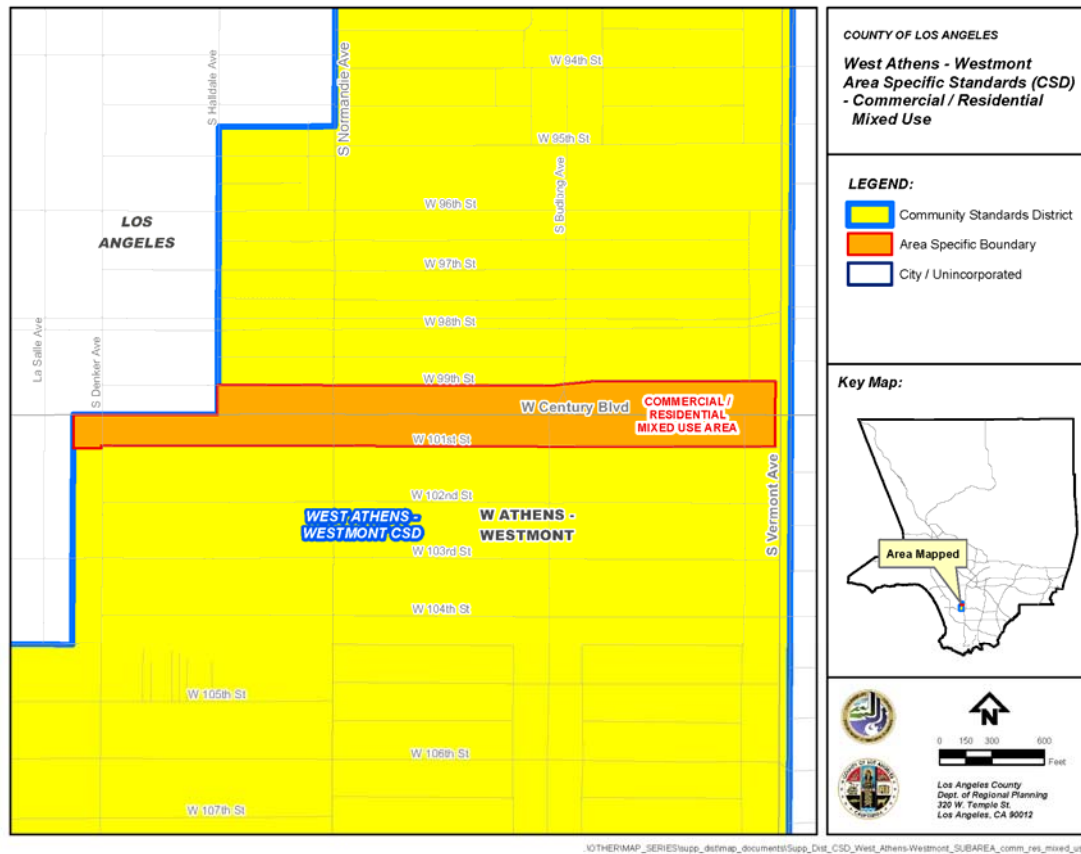 S Halldale Ave
S Normandie Ave
W 94th St
W 95th St
S Budlong Ave
W 96th St
LOS
ANGELES
W 97th St
W 98th St
La Salle Ave
S Denker Ave
W 99th St
W Century Blvd
COMMERCIAL /
RESIDENTIAL
MIXED USE AREA
W 101st St
S Vermont Ave
W 102nd St
WEST ATHENS -
WESTMONT CSD
W ATHENS -
WESTMONT
W 103rd St
W 104th St
W 105th St
W 106th St
W 107th St
COUNTY OF LOS ANGELES
West Athens - Westmont
Area Specific Standards (CSD)
- Commercial / Residential
Mixed Use
LEGEND:
Community Standards District
Area Specific Boundary
City / Unincorporated
Key Map:
Area Mapped
N
0 150 300 600
Feet
Los Angeles County
Dept. of Regional Planning
320 W. Temple St.
Los Angeles, CA 90012